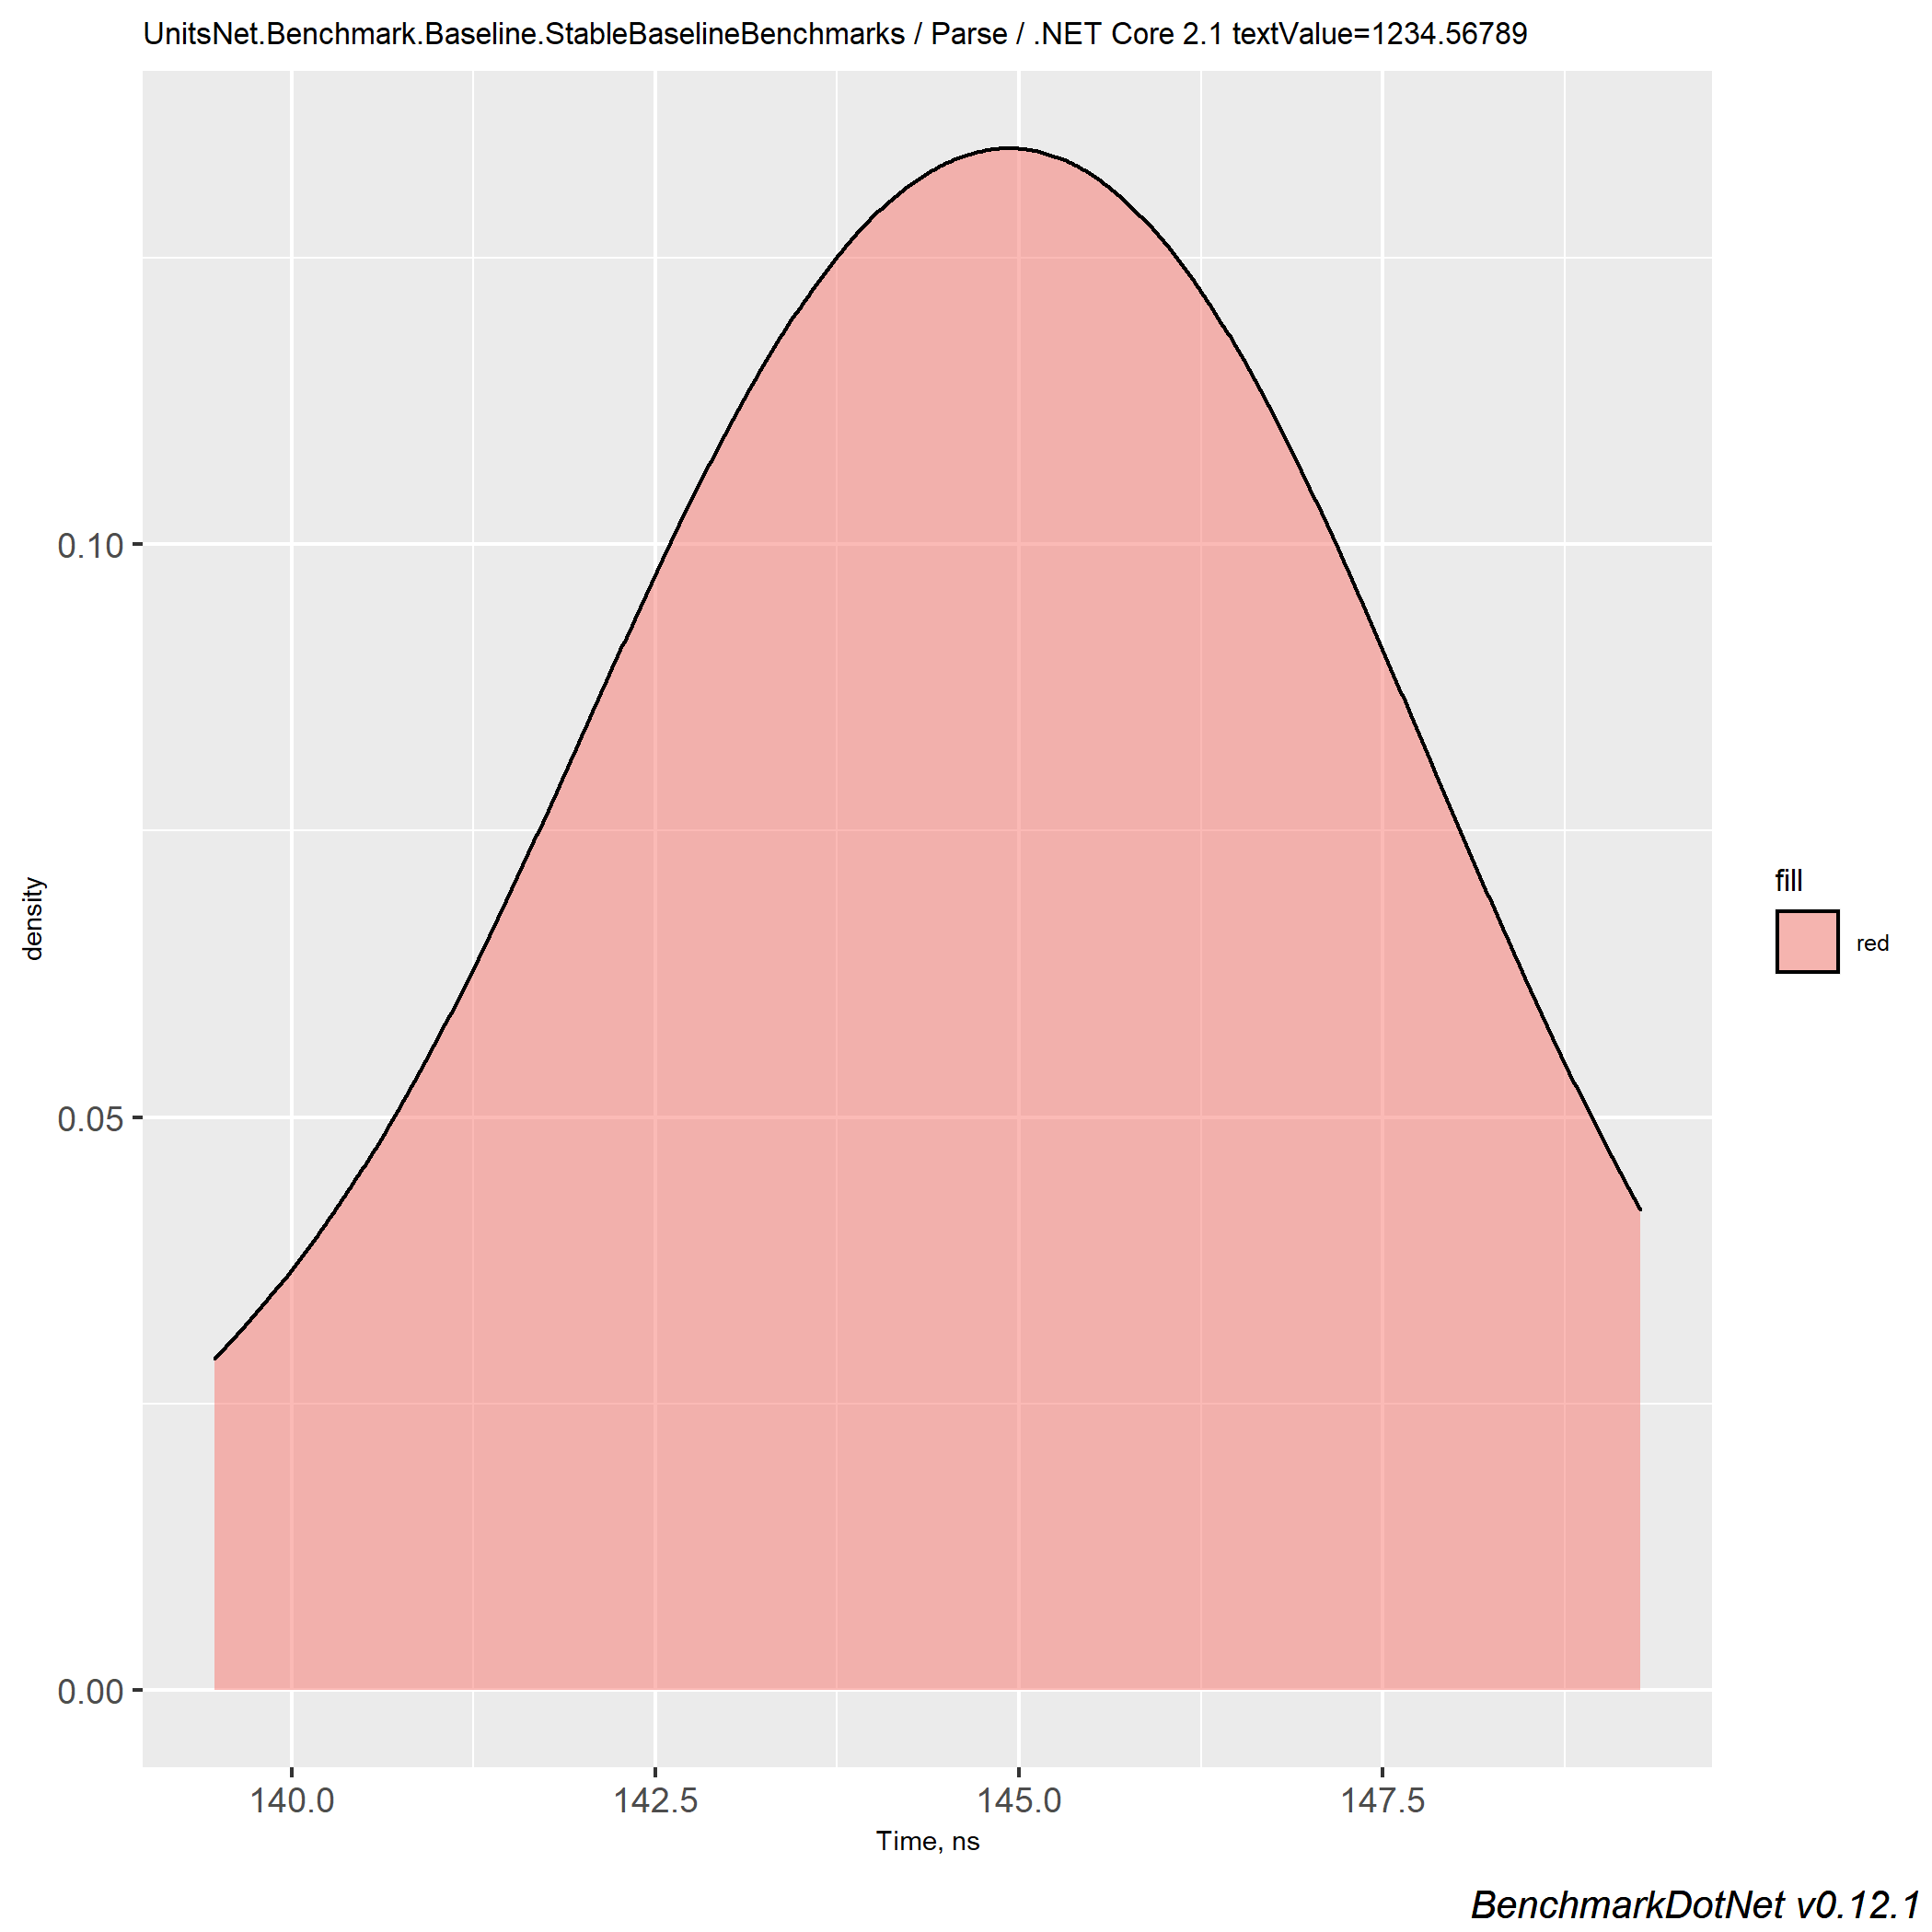 UnitsNet.Benchmark.Baseline.StableBaselineBenchmarks / Parse / .NET Core 2.1 textValue=1234.56789
0.10
0.05
0.00
density
140.0 142.5 145.0 147.5
Time, ns
fill
red
BenchmarkDotNet v0.12.1